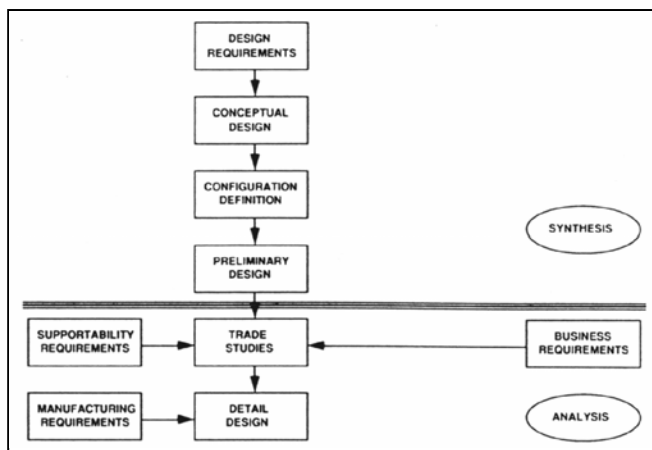 DESIGN
REQUIREMENTS
CONCEPTUAL
DESIGN
CONFIGURATION
DEFINITION
PRELIMINARY
DESIGN
SYNTHESIS
SUPPORTABILITY
REQUIREMENTS
TRADE
STUDIES
BUSINESS
REQUIREMENTS
MANUFACTURING
REQUIREMENTS
DETAIL
DESIGN
ANALYSIS